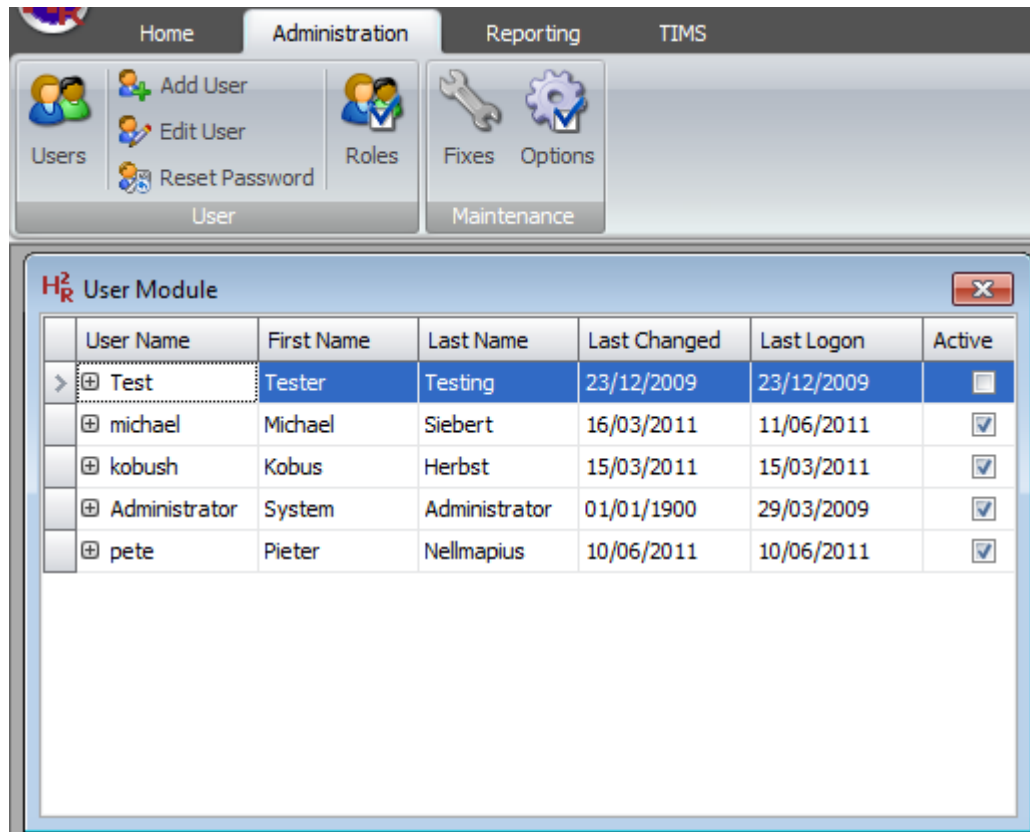 Home Administration Reporting TIMS
Add User
Edit User
Reset Password
Users Roles Fixes Options
User Maintenance
H2R User Module
User Name First Name Last Name Last Changed Last Logon Active
Test Tester Testing 23/12/2009 23/12/2009
michael Michael Siebert 16/03/2011 11/06/2011
kobush Kobus Herbst 15/03/2011 15/03/2011
Administrator System Administrator 01/01/1900 29/03/2009
pete Pieter Nellmapius 10/06/2011 10/06/2011